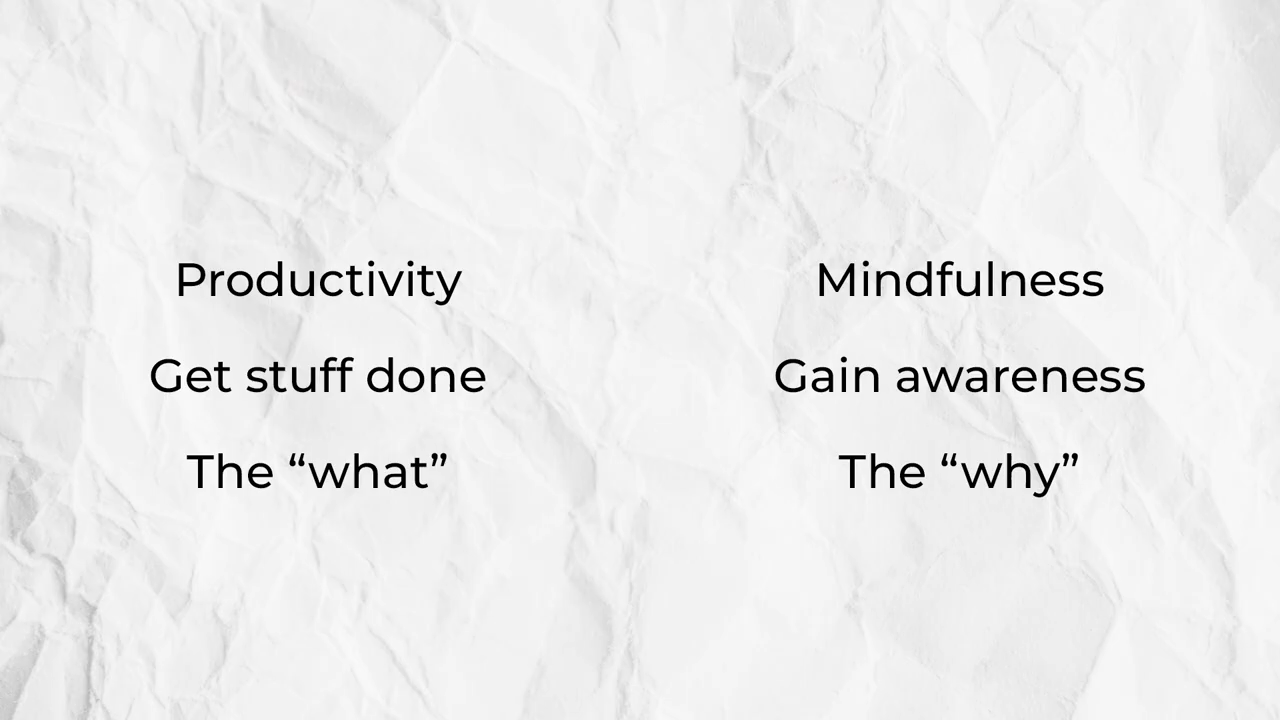 Productivity
Get stuff done
The “what”
Mindfulness
Gain awareness
The “why”